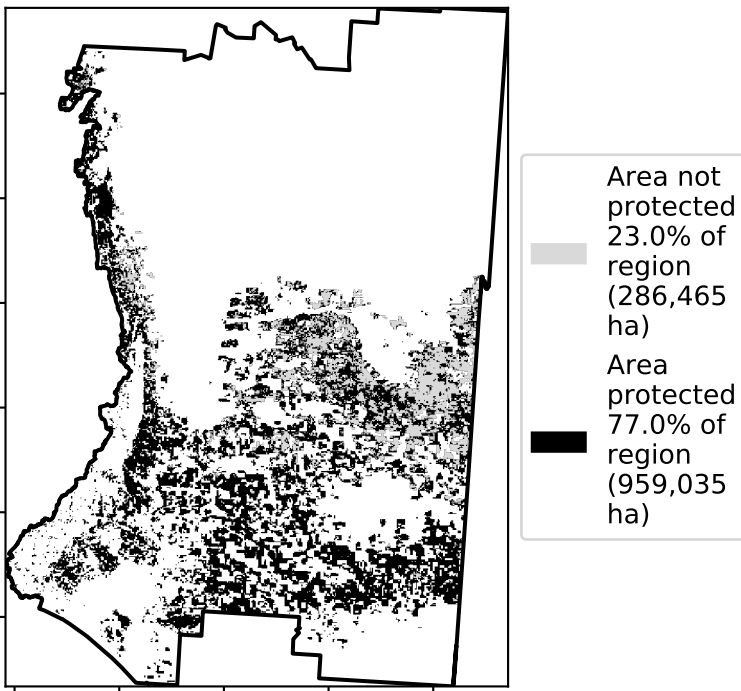 Area not
protected
23.0% of
region
(286,465
ha)
Area
protected
77.0% of
region
(959,035
ha)